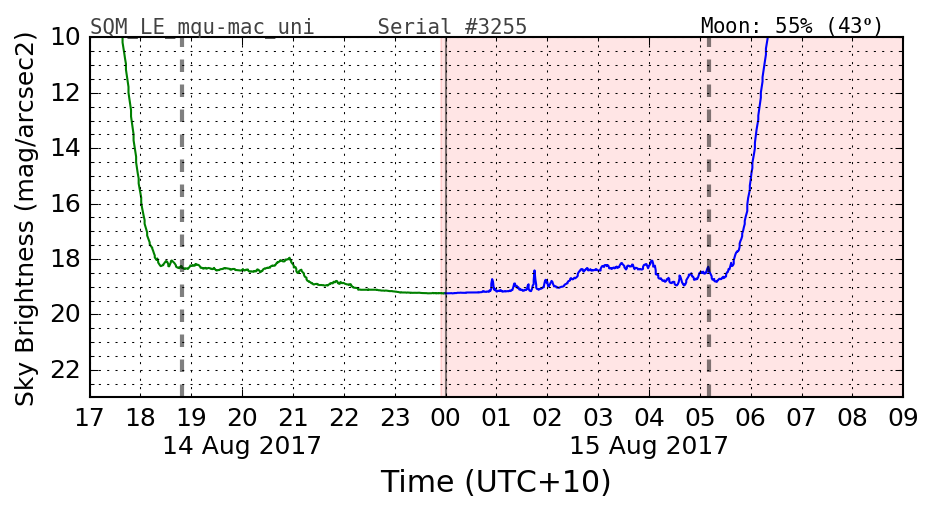 SQM_LE_mqu-mac_uni Serial #3255 Moon: 55% (43º)
10
12
14
16
18
20
22
Sky Brightness (mag/arcsec2)
17 18 19 20 21 22 23 00 01 02 03 04 05 06 07 08 09
14 Aug 2017 15 Aug 2017
Time (UTC+10)